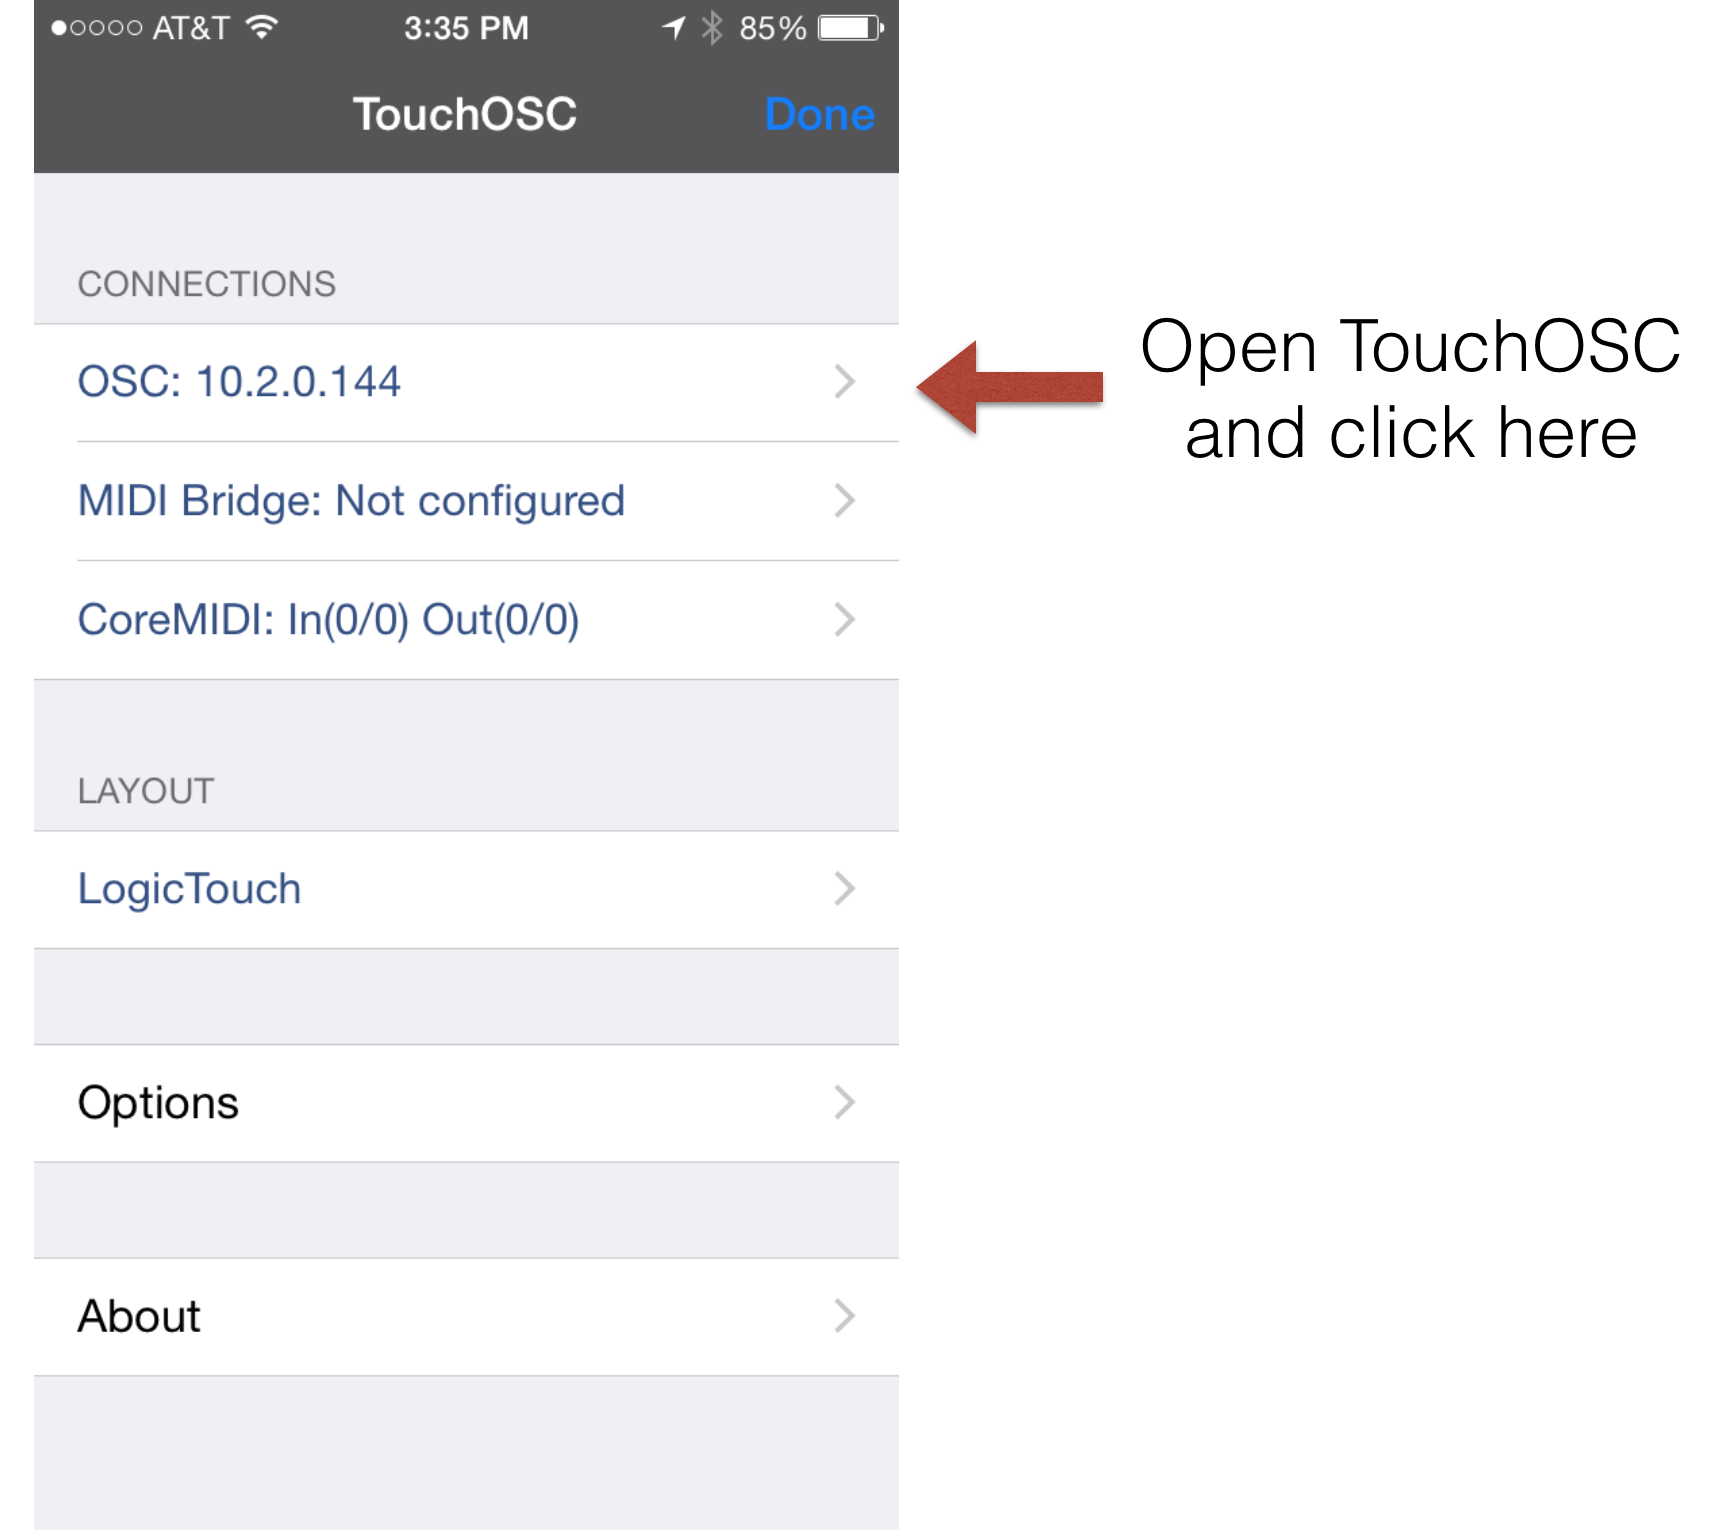 AT&T 3:35 PM 85%
TouchOSC Done
CONNECTIONS
OSC: 10.2.0.144
MIDI Bridge: Not configured
CoreMIDI: In(0/0) Out(0/0)
LAYOUT
LogicTouch
Options
About
Open TouchOSC
and click here